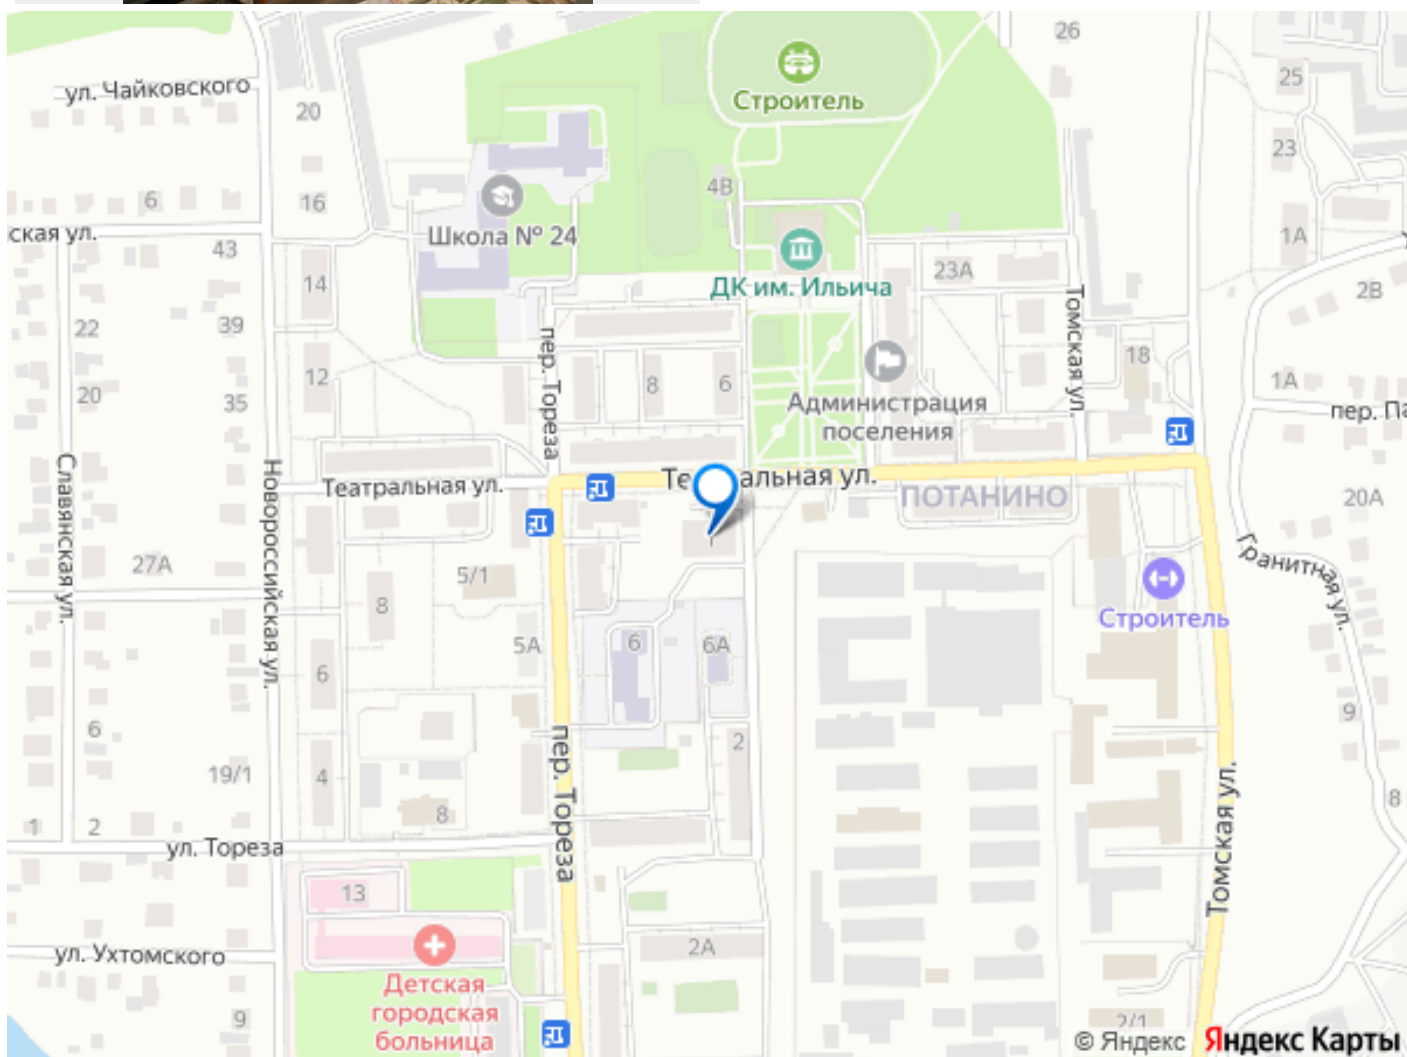 26
25
ул. Чайковского
Строитель
20
23
4В
6
16
Школа № 24
ская ул.
43
1А
ДК им. Ильича
23А
14
2В
22
39
пер. Тореза
Томская ул.
18
12
8
6
1А
20
35
Администрация
поселения
пер. Па
Славянская ул.
Новороссийская ул.
Театральная ул.
Те
альная ул.
ПОТАНИНО
20А
27А
5/1
8
Гранитная ул.
Строитель
5А
6
6А
6
6
9
2
19/1
4
пер. Тореза
8
8
1
2
ул. Тореза
Томская ул.
13
ул. Ухтомского
2А
Детская
городская
больница
9
2/1
© Яндекс Яндекс Карты